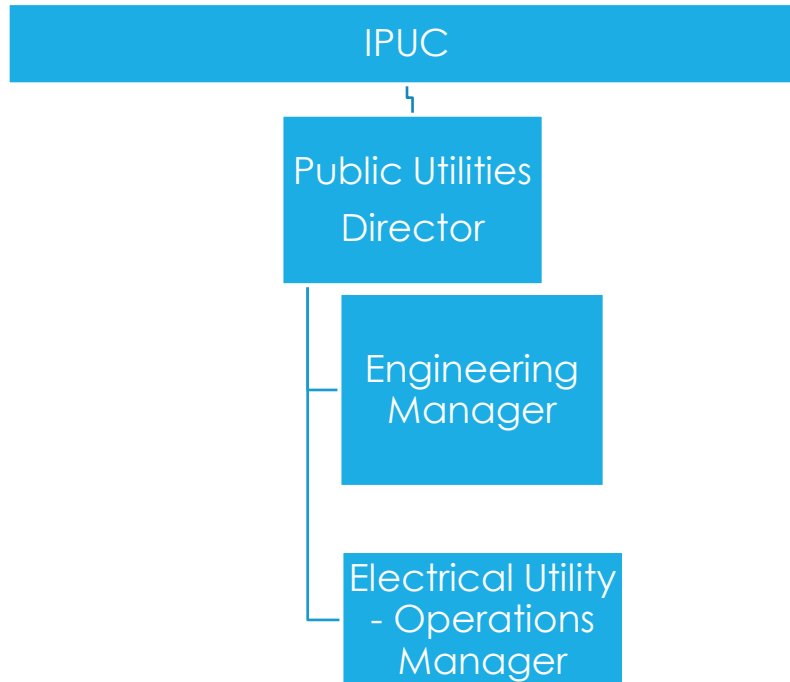 IPUC
Public Utilities
Director
Engineering
Manager
Electrical Utility
- Operations
Manager